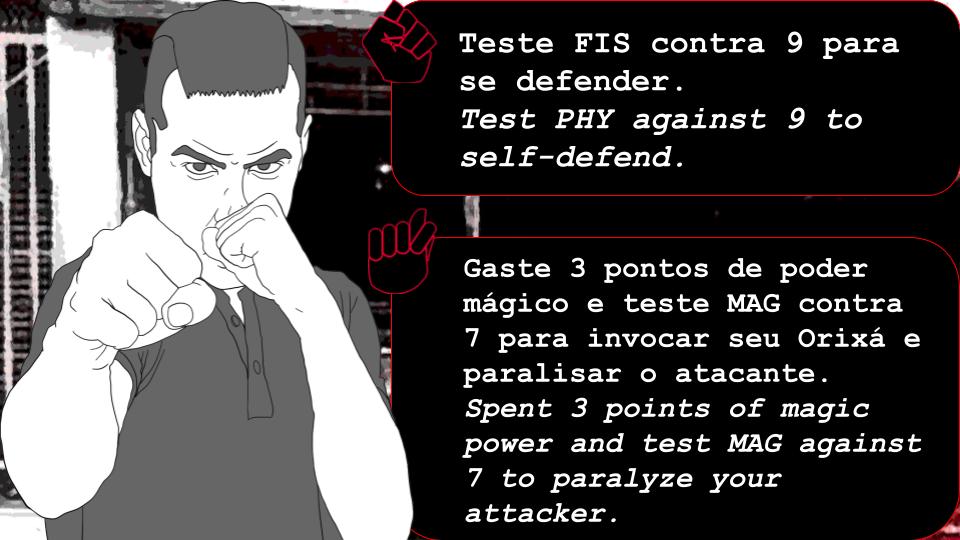 Teste FIS contra 9 para
se defender.
Test PHY against 9 to
self-defend.
Gaste 3 pontos de poder
mágico e teste MAG contra
7 para invocar seu Orixá e
paralisar o atacante.
Spent 3 points of magic
power and test MAG against
7 to paralyze your
attacker.